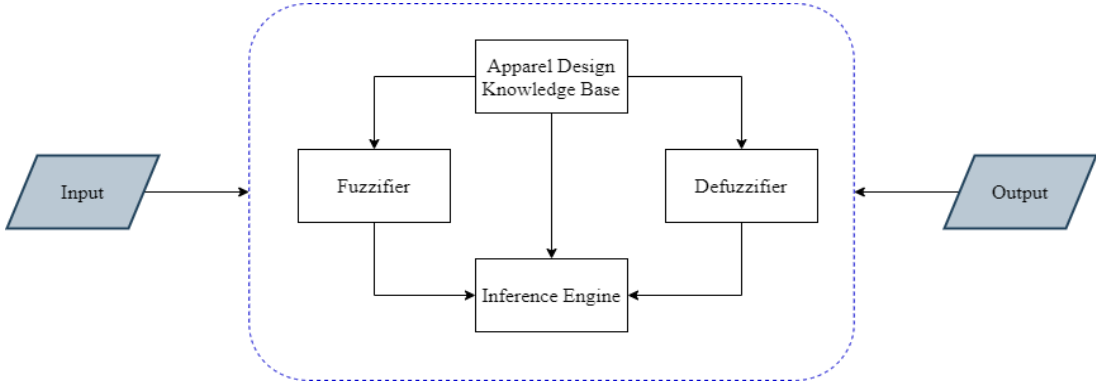 Apparel Design
Knowledge Base
Fuzzifier
Defuzzifier
Input
Output
Inference Engine